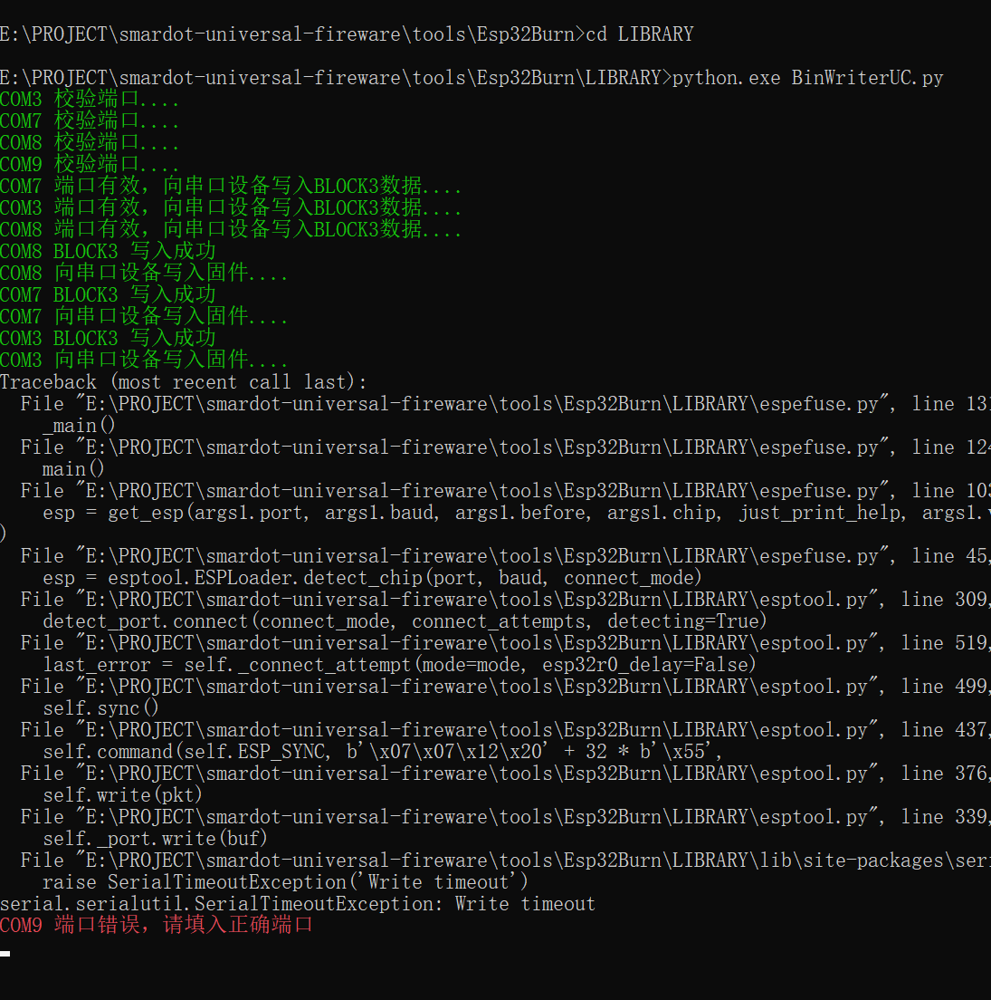 E:\PROJECT\smardot-universal-fireware\tools\Esp32Burn>cd LIBRARY
E:\PROJECT\smardot-universal-fireware\tools\Esp32Burn\LIBRARY>python.exe BinWriterUC.py
COM3 校验端口....
COM7 校验端口....
COM8 校验端口....
COM9 校验端口....
COM7 端口有效，向串口设备写入BLOCK3数据....
COM3 端口有效，向串口设备写入BLOCK3数据....
COM8 端口有效，向串口设备写入BLOCK3数据....
COM8 BLOCK3 写入成功
COM8 向串口设备写入固件....
COM7 BLOCK3 写入成功
COM7 向串口设备写入固件....
COM3 BLOCK3 写入成功
COM3 向串口设备写入固件....
Traceback (most recent call last):
File "E:\PROJECT\smardot-universal-fireware\tools\Esp32Burn\LIBRARY\espefuse.py", line 131
_main()
File "E:\PROJECT\smardot-universal-fireware\tools\Esp32Burn\LIBRARY\espefuse.py", line 124
main()
File "E:\PROJECT\smardot-universal-fireware\tools\Esp32Burn\LIBRARY\espefuse.py", line 103
esp = get_esp(args1.port, args1.baud, args1.before, args1.chip, just_print_help, args1.v
)
File "E:\PROJECT\smardot-universal-fireware\tools\Esp32Burn\LIBRARY\espefuse.py", line 45,
esp = esptool.ESPLoader.detect_chip(port, baud, connect_mode)
File "E:\PROJECT\smardot-universal-fireware\tools\Esp32Burn\LIBRARY\esptool.py", line 309,
detect_port.connect(connect_mode, connect_attempts, detecting=True)
File "E:\PROJECT\smardot-universal-fireware\tools\Esp32Burn\LIBRARY\esptool.py", line 519,
last_error = self._connect_attempt(mode=mode, esp32r0_delay=False)
File "E:\PROJECT\smardot-universal-fireware\tools\Esp32Burn\LIBRARY\esptool.py", line 499,
self.sync()
File "E:\PROJECT\smardot-universal-fireware\tools\Esp32Burn\LIBRARY\esptool.py", line 437,
self.command(self.ESP_SYNC, b'\x07\x07\x12\x20' + 32 * b'\x55',
File "E:\PROJECT\smardot-universal-fireware\tools\Esp32Burn\LIBRARY\esptool.py", line 376,
self.write(pkt)
File "E:\PROJECT\smardot-universal-fireware\tools\Esp32Burn\LIBRARY\esptool.py", line 339,
self._port.write(buf)
File "E:\PROJECT\smardot-universal-fireware\tools\Esp32Burn\LIBRARY\lib\site-packages\seri
raise SerialTimeoutException('Write timeout')
serial.serialutil.SerialTimeoutException: Write timeout
COM9 端口错误，请填入正确端口